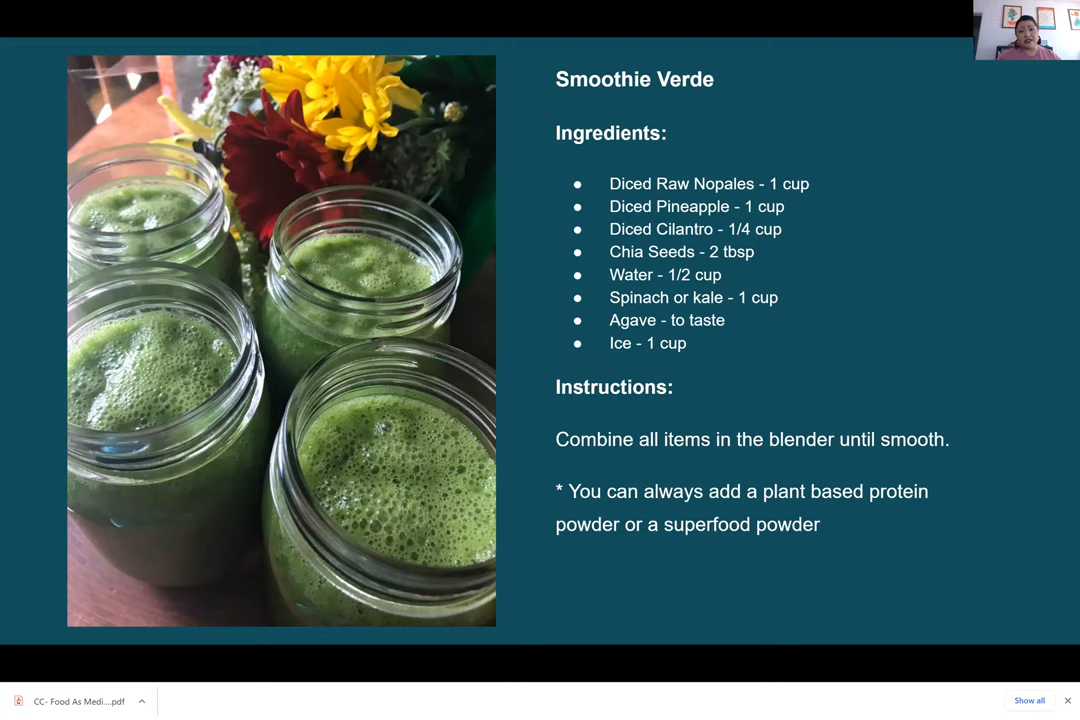 Smoothie Verde
Ingredients:
● Diced Raw Nopales - 1 cup
● Diced Pineapple - 1 cup
● Diced Cilantro - 1/4 cup
● Chia Seeds - 2 tbsp
● Water - 1/2 cup
● Spinach or kale - 1 cup
● Agave - to taste
● Ice - 1 cup
Instructions:
Combine all items in the blender until smooth.
* You can always add a plant based protein
powder or a superfood powder
CC- Food As Medi....pdf
Show all